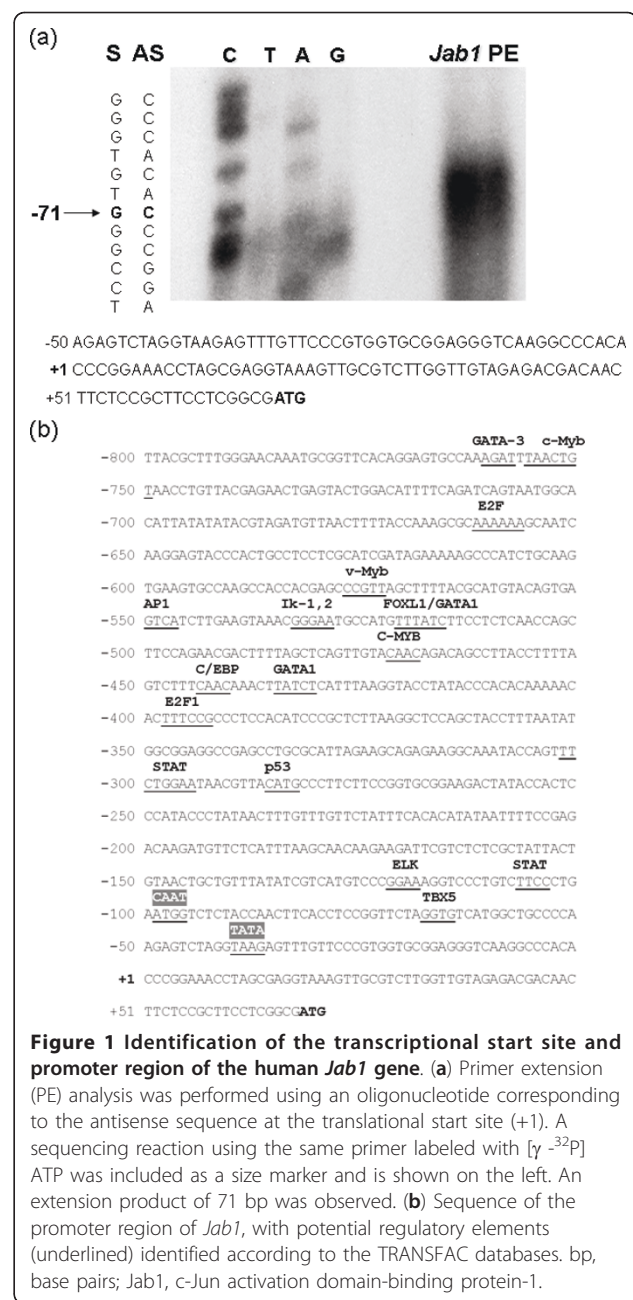 (a)
S AS C T A G Jab1 PE
G C
G C
G C
T A
G C
T A
-71 G C
G C
G C
C G
C G
T A
-50 AGAGTCTAGGTAAGAGTTTGTTCCCGTGGTGCGGAGGGTCAAGGCCCACA
+1 CCCGGAAACCTAGCGAGGTAAAGTTGCGTCTTGGTTGTAGAGACGACAAC
+51 TTCTCCGCTTCCTCGGCGATG
(b)
GATA-3 c-Myb
-800 TTACGCTTTGGGAACAAATGCGGTTCACAGGAGTGCCAAAGATTTAACTG
-750 TAACCTGTTACGAGAACTGAGTACTGGACATTTTCAGATCAGTAATGGCA
E2F
-700 CATTATATATACGTAGATGTTAACTTTTACCAAAGCGCAAAAAAGCAATC
-650 AAGGAGTACCCACTGCCTCCTCGCATCGATAGAAAAAGCCCATCTGCAAG
v-Myb
-600 TGAAGTGCCAAGCCACCACGAGCCCGTTAGCTTTTACGCATGTACAGTGA
AP1 Ik-1,2 FOXL1/GATA1
-550 GTCATCTTGAAGTAAACGGGAATGCCATGTTTATCTTCCTCTCAACCAGC
C-MYB
-500 TTCCAGAACGACTTTTAGCTCAGTTGTACAACAGACAGCCTTACCTTTTA
C/EBP GATA1
-450 GTCTTTCAACAAACTTATCTCATTTAAGGTACCTATACCCACACAAAAAC
E2F1
-400 ACTTTCCGCCCTCCACATCCCGCTCTTAAGGCTCCAGCTACCTTTAATAT
-350 GGCGGAGGCCGAGCCTGCGCATTAGAAGCAGAGAAGGCAAATACCAGTTT
STAT p53
-300 CTGGAATAACGTTACATGCCCTTCTTCCGGTGCGGAAGACTATACCACTC
-250 CCATACCCTATAACTTTGTTTGTTCTATTTCACACATATAATTTTCCGAG
-200 ACAAGATGTTCTCATTTAAGCAACAAGAAGATTCGTCTCTCGCTATTACT
ELK STAT
-150 GTAACTGCTGTTTATATCGTCATGTCCCGGAAAGGTCCCTGTCTTCCCTG
CAAT TBX5
-100 AATGGTCTCTACCAACTTCACCTCCGGTTCTAGGTGTCATGGCTGCCCCA
TATA
-50 AGAGTCTAGGTAAGAGTTTGTTCCCGTGGTGCGGAGGGTCAAGGCCCACA
+1 CCCGGAAACCTAGCGAGGTAAAGTTGCGTCTTGGTTGTAGAGACGACAAC
+51 TTCTCCGCTTCCTCGGCGATG
Figure 1 Identification of the transcriptional start site and
promoter region of the human Jab1 gene. (a) Primer extension
(PE) analysis was performed using an oligonucleotide corresponding
to the antisense sequence at the translational start site (+1). A
sequencing reaction using the same primer labeled with [γ -32P]
ATP was included as a size marker and is shown on the left. An
extension product of 71 bp was observed. (b) Sequence of the
promoter region of Jab1, with potential regulatory elements
(underlined) identified according to the TRANSFAC databases. bp,
base pairs; Jab1, c-Jun activation domain-binding protein-1.